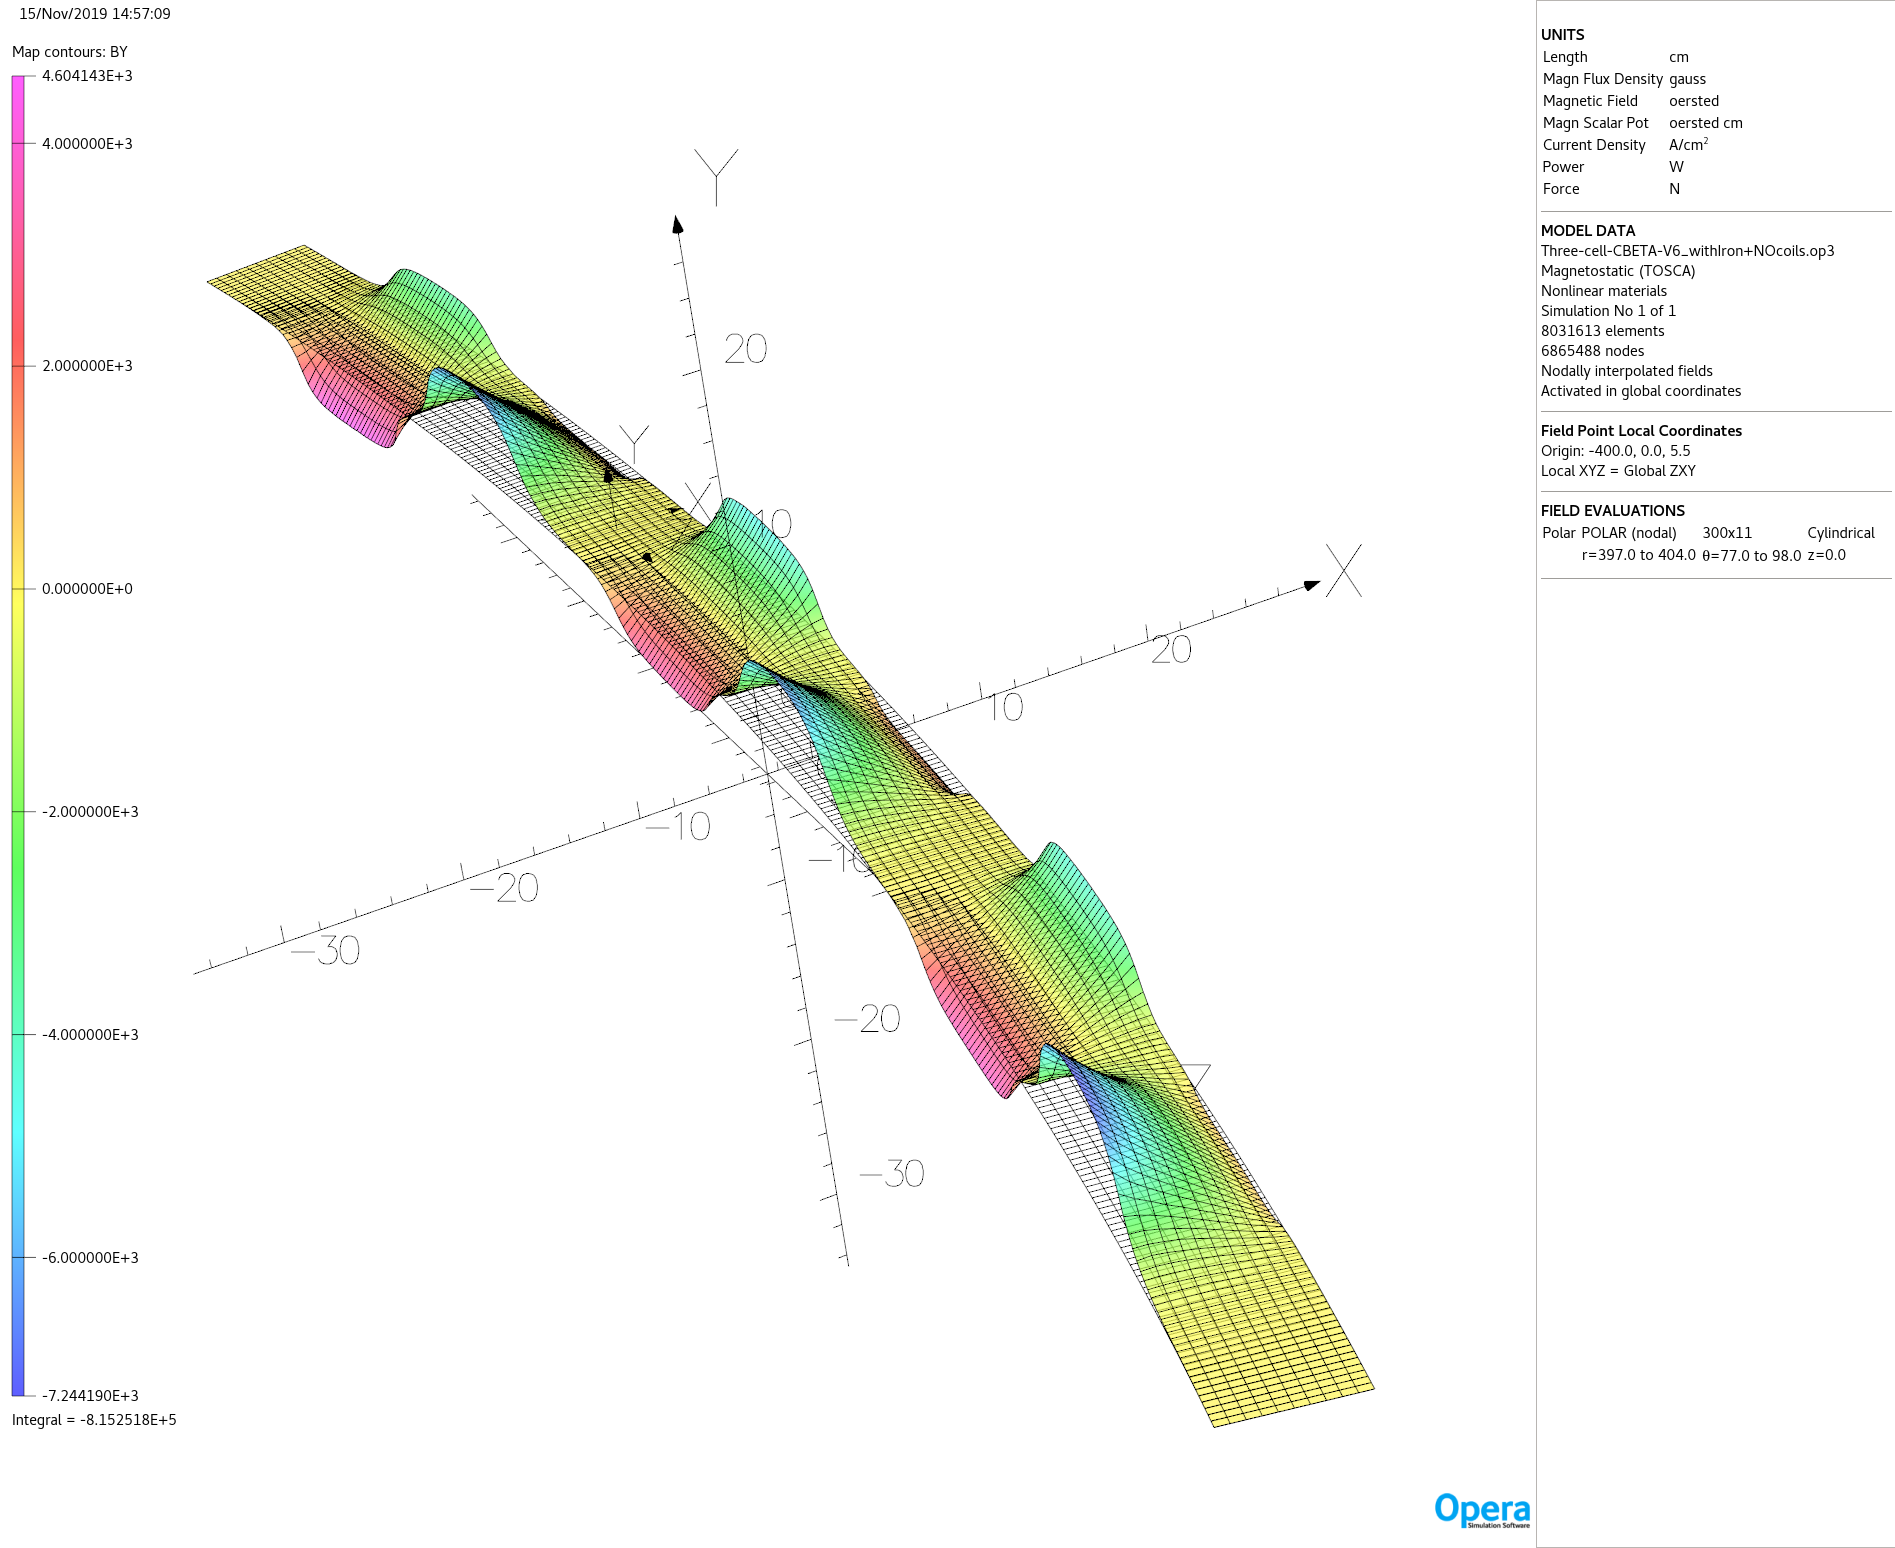 15/Nov/2019 14:57:09
Map contours: BY
4.604143E+3
4.000000E+3
2.000000E+3
0.000000E+0
-2.000000E+3
-4.000000E+3
-6.000000E+3
-7.244190E+3
Integral = -8.152518E+5
Y
20
Y
X
10
X
20
10
-10
-10
-20
-30
-20
Z
-30
UNITS
Length cm
Magn Flux Density gauss
Magnetic Field oersted
Magn Scalar Pot oersted cm
Current Density A/cm²
Power W
Force N
MODEL DATA
Three-cell-CBETA-V6_withIron+NOcoils.op3
Magnetostatic (TOSCA)
Nonlinear materials
Simulation No 1 of 1
8031613 elements
6865488 nodes
Nodally interpolated fields
Activated in global coordinates
Field Point Local Coordinates
Origin: -400.0, 0.0, 5.5
Local XYZ = Global ZXY
FIELD EVALUATIONS
Polar POLAR (nodal) 300x11 Cylindrical
r=397.0 to 404.0 θ=77.0 to 98.0 z=0.0
Opera
Simulation Software